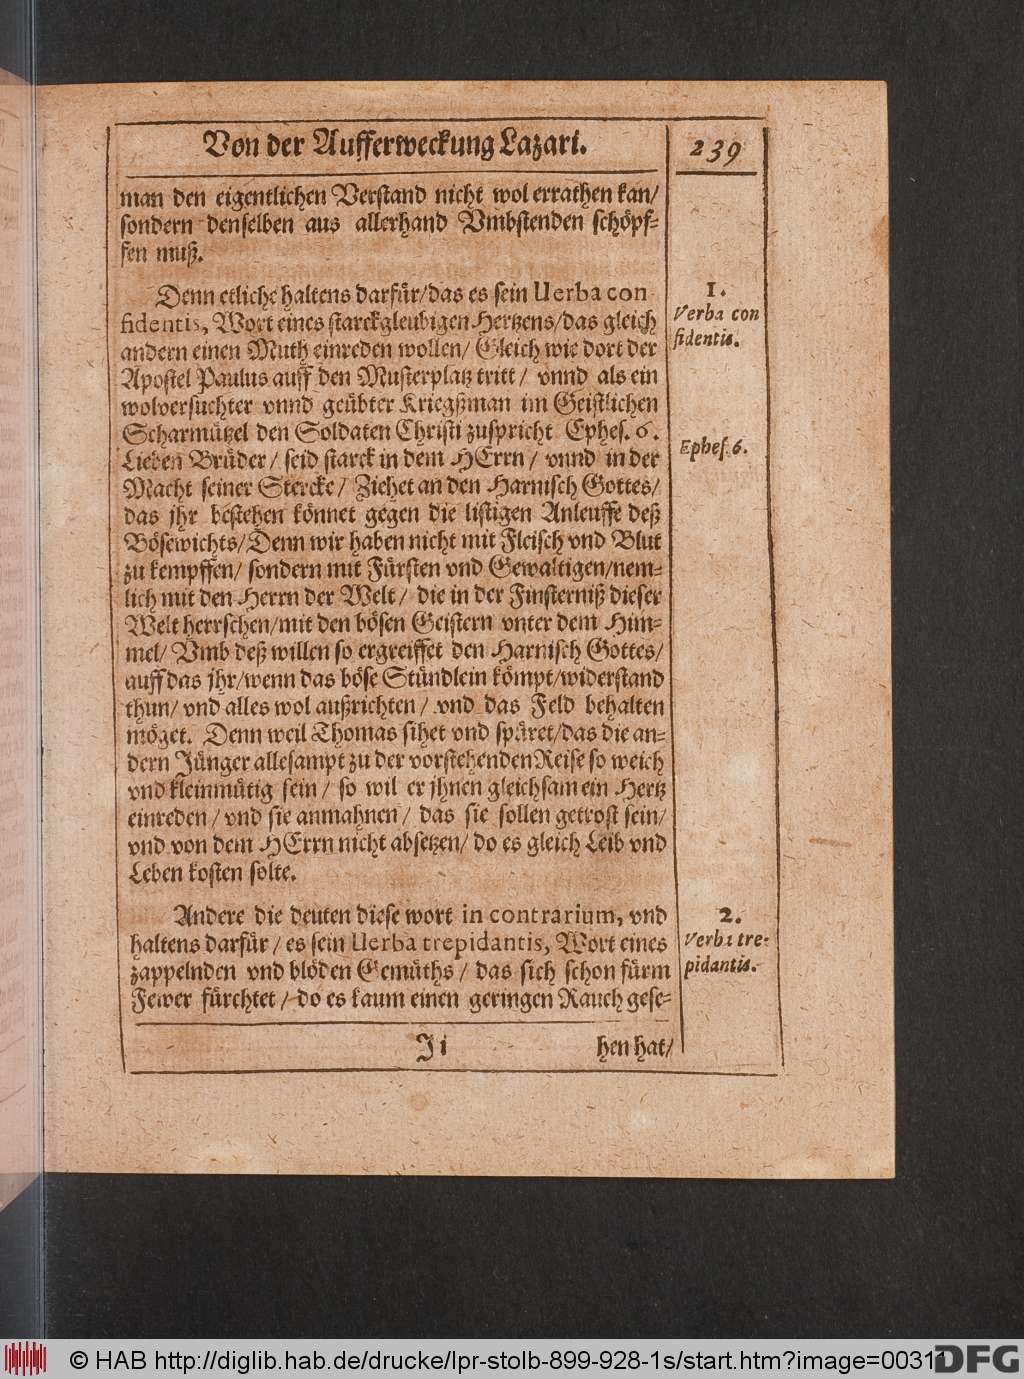 Von der Aufferweckung Lazari.
239
man den eigentlichen Verstand nicht wol errathen kan/
sondern denselben aus allerhand Vmbstenden schöpf-
fen muß.
Denn etliche haltens darfür/das es sein Uerba con
fidentis, Wort eines starckgleubigen Hertzens/das gleich
andern einen Muth einreden wollen/ Gleich wie dort der
Apostel Paulus auff den Musterplatz tritt/ vnnd als ein
wolversuchter vnnd geübter Kriegßman im Geistlichen
Scharmützel den Soldaten Christi zuspricht Ephes. 6.
Lieben Brüder/ seid starck in dem HErrn/ vnnd in der
Macht seiner Stercke/ Ziehet an den Harnisch Gottes/
das jhr bestehen könnet gegen die listigen Anleuffe deß
Bösewichts/Denn wir haben nicht mit Fleisch vnd Blut
zu kempffen/ sondern mit Fürsten vnd Gewaltigen/nem-
lich mit den Herrn der Welt/ die in der Finsterniß dieser
Welt herrschen/mit den bösen Geistern vnter dem Him-
mel/ Vmb deß willen so ergreiffet den Harnisch Gottes/
auff das jhr/wenn das böse Stündlein kömpt/widerstand
thun/ vnd alles wol außrichten/ vnd das Feld behalten
möget. Denn weil Thomas sihet vnd spüret/das die an-
dern Jünger allesampt zu der vorstehenden Reise so weich
vnd kleinmütig sein/ so wil er jhnen gleichsam ein Hertz
einreden/ vnd sie anmahnen/ das sie sollen getrost sein/
vnd von dem HErrn nicht absetzen/ do es gleich Leib vnd
Leben kosten solte.
Andere die deuten diese wort in contrarium, vnd
haltens darfür/ es sein Uerba trepidantis, Wort eines
zappelnden vnd blöden Gemüths/ das sich schon fürm
Fewer fürchtet/ do es kaum einen geringen Rauch gese-
Ji
hen hat/
1.
Verba con
fidentis.
Ephes. 6.
2.
Verba tre-
pidantis.
© HAB http://diglib.hab.de/drucke/lpr-stolb-899-928-1s/start.htm?image=00311
DFG